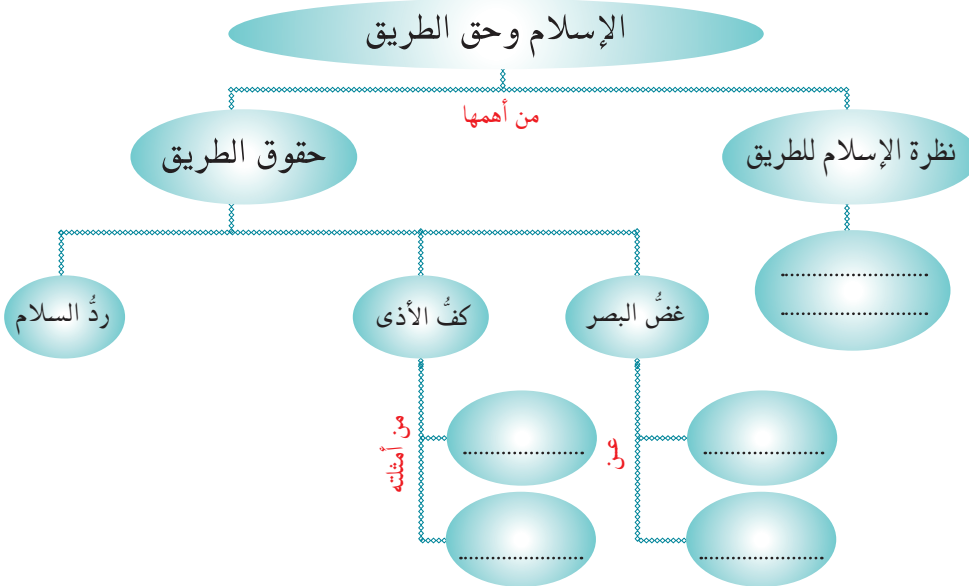 الإسلام وحق الطريق
من أهمها
نظرة الإسلام للطريق
حقوق الطريق
................................
................................
غضُّ البصر
كفُّ الأذى
ردُّ السلام
عن
..........................
..........................
من أمثلته
..........................
..........................